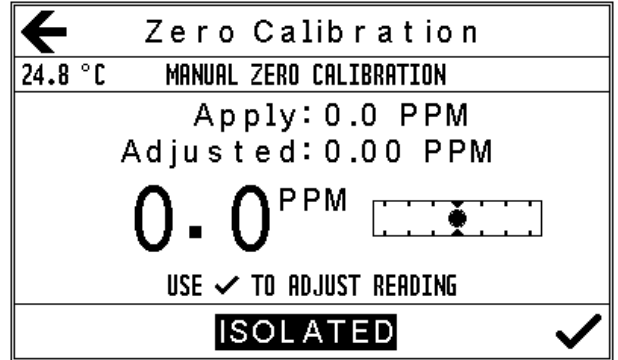 Zero Calibration
24.8 °C MANUAL ZERO CALIBRATION
Apply: 0.0 PPM
Adjusted: 0.00 PPM
0.0 PPM
USE ✓ TO ADJUST READING
ISOLATED